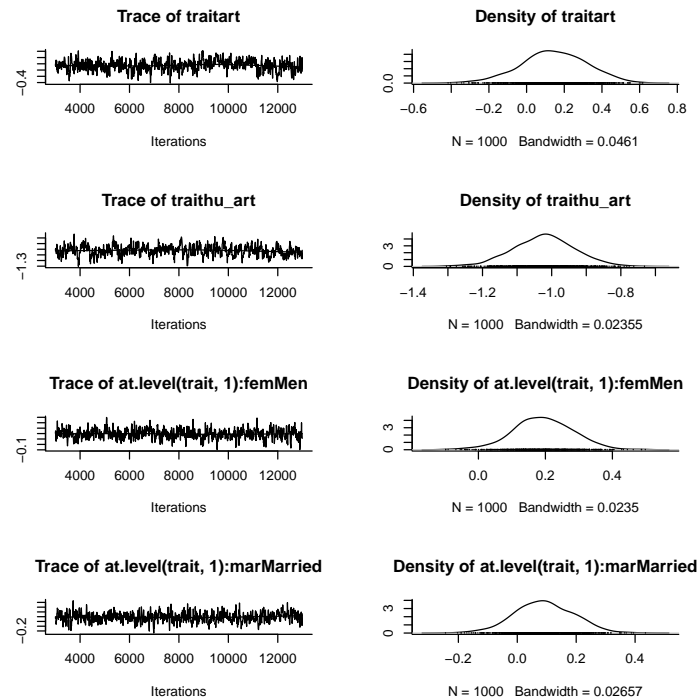 Trace of traitart
Density of traitart
−0.4
0.0
4000 6000 8000 10000 12000
−0.6 −0.2 0.0 0.2 0.4 0.6 0.8
Iterations
N = 1000 Bandwidth = 0.0461
Trace of traithu_art
Density of traithu_art
−1.3
0 3
4000 6000 8000 10000 12000
−1.4 −1.2 −1.0 −0.8
Iterations
N = 1000 Bandwidth = 0.02355
Trace of at.level(trait, 1):femMen
Density of at.level(trait, 1):femMen
−0.1
0 3
4000 6000 8000 10000 12000
0.0 0.2 0.4
Iterations
N = 1000 Bandwidth = 0.0235
Trace of at.level(trait, 1):marMarried
Density of at.level(trait, 1):marMarried
−0.2
0 3
4000 6000 8000 10000 12000
−0.2 0.0 0.2 0.4
Iterations
N = 1000 Bandwidth = 0.02657